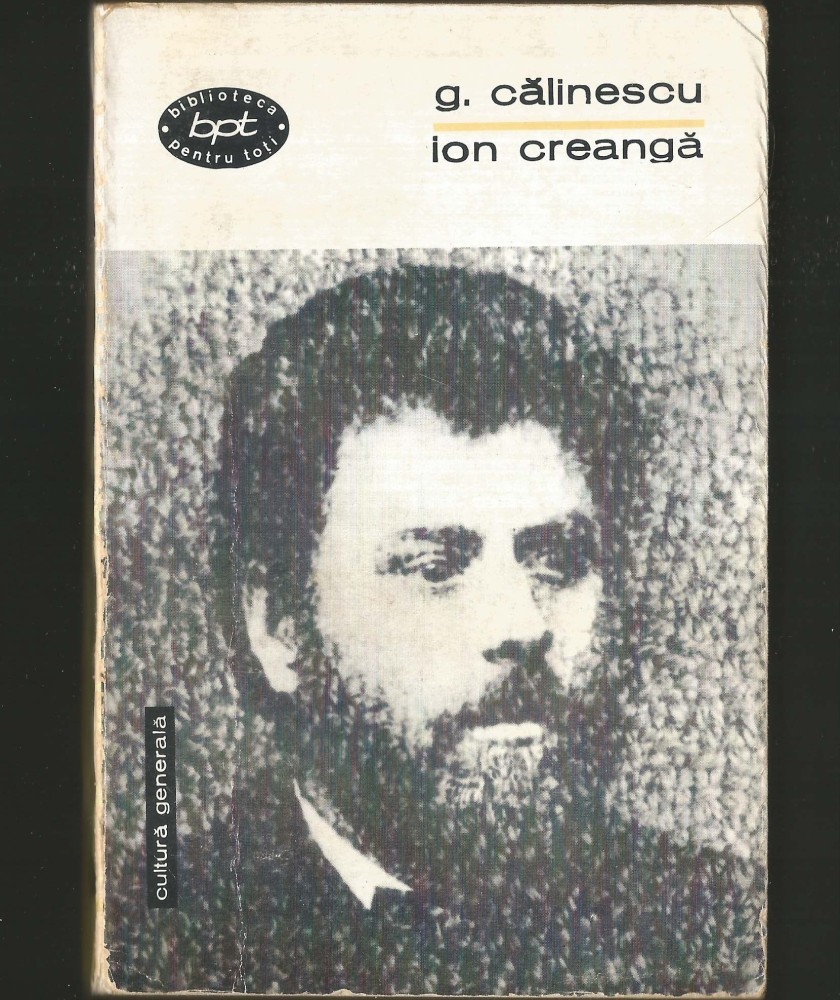 biblioteca
bpt
pentru toți
g. călinescu
ion creangă
cultură generală